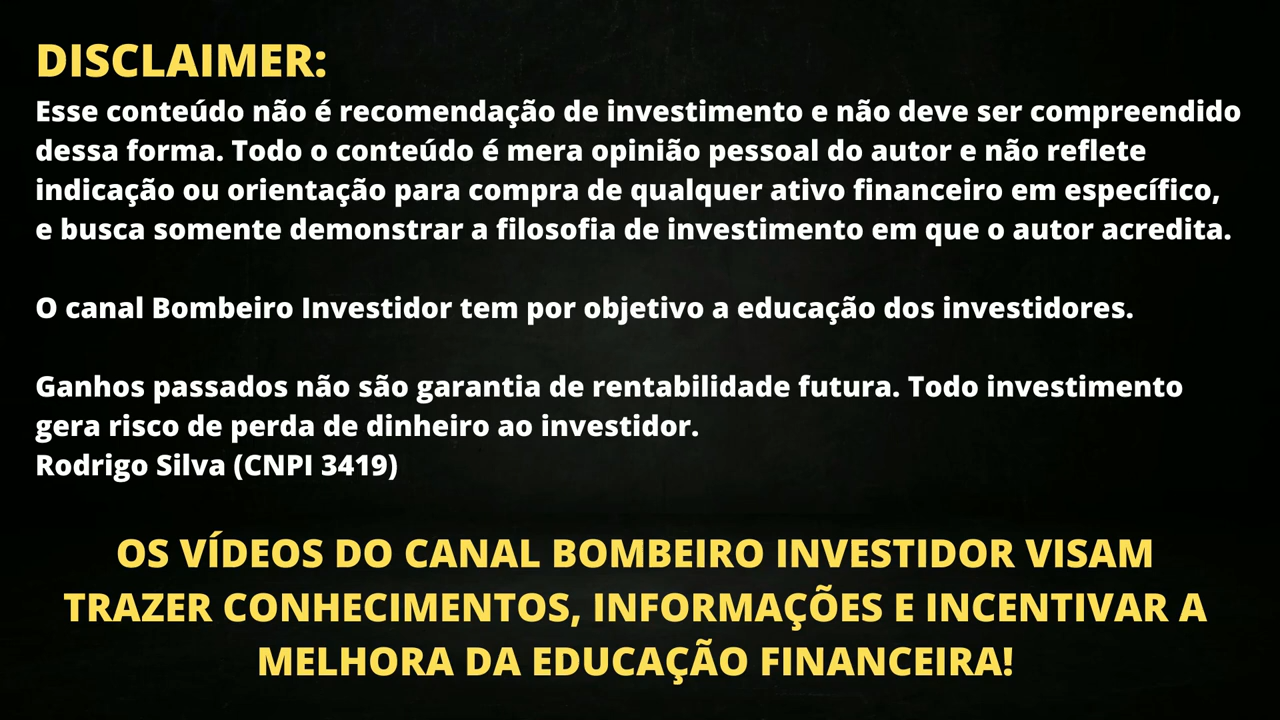 DISCLAIMER:
Esse conteúdo não é recomendação de investimento e não deve ser compreendido
dessa forma. Todo o conteúdo é mera opinião pessoal do autor e não reflete
indicação ou orientação para compra de qualquer ativo financeiro em específico,
e busca somente demonstrar a filosofia de investimento em que o autor acredita.
O canal Bombeiro Investidor tem por objetivo a educação dos investidores.
Ganhos passados não são garantia de rentabilidade futura. Todo investimento
gera risco de perda de dinheiro ao investidor.
Rodrigo Silva (CNPI 3419)
OS VÍDEOS DO CANAL BOMBEIRO INVESTIDOR VISAM
TRAZER CONHECIMENTOS, INFORMAÇÕES E INCENTIVAR A
MELHORA DA EDUCAÇÃO FINANCEIRA!